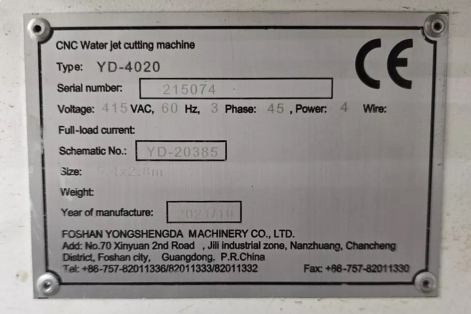 CNC Water jet cutting machine
CE
Type: YD-4020
Serial number: 215074
Voltage: 415 VAC, 60 Hz, 3 Phase: 45 , Power: 4 Wire:
Full-load current:
Schematic No.: YD-20385
Size:
Weight:
Year of manufacture: 2021/10
FOSHAN YONGSHENGDA MACHINERY CO., LTD.
Add: No.70 Xinyuan 2nd Road , Jili industrial zone, Nanzhuang, Chancheng
District, Foshan city, Guangdong, P.R.China
Tel: +86-757-82011336/82011333/82011332 Fax: +86-757-82011330